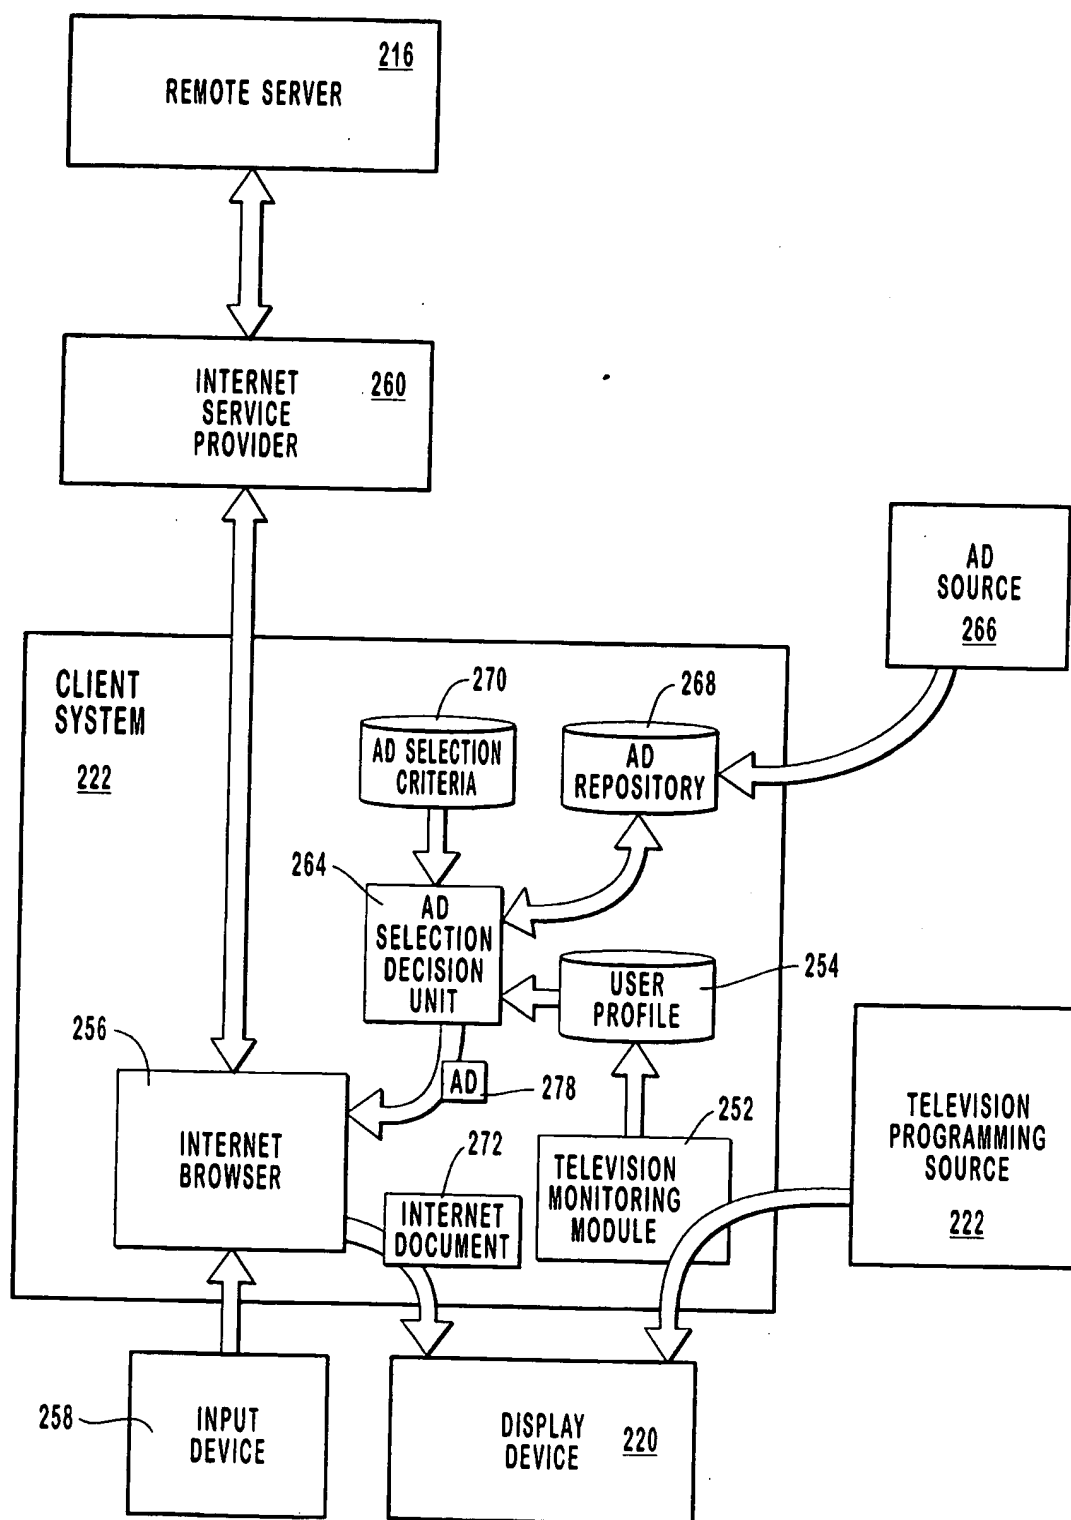 216
REMOTE SERVER
INTERNET
SERVICE
PROVIDER
260
AD
SOURCE
266
CLIENT
SYSTEM
222
270
AD SELECTION
CRITERIA
268
AD
REPOSITORY
264
AD
SELECTION
DECISION
UNIT
254
USER
PROFILE
256
INTERNET
BROWSER
AD
278
272
INTERNET
DOCUMENT
252
TELEVISION
MONITORING
MODULE
TELEVISION
PROGRAMMING
SOURCE
222
258
INPUT
DEVICE
DISPLAY
DEVICE
220